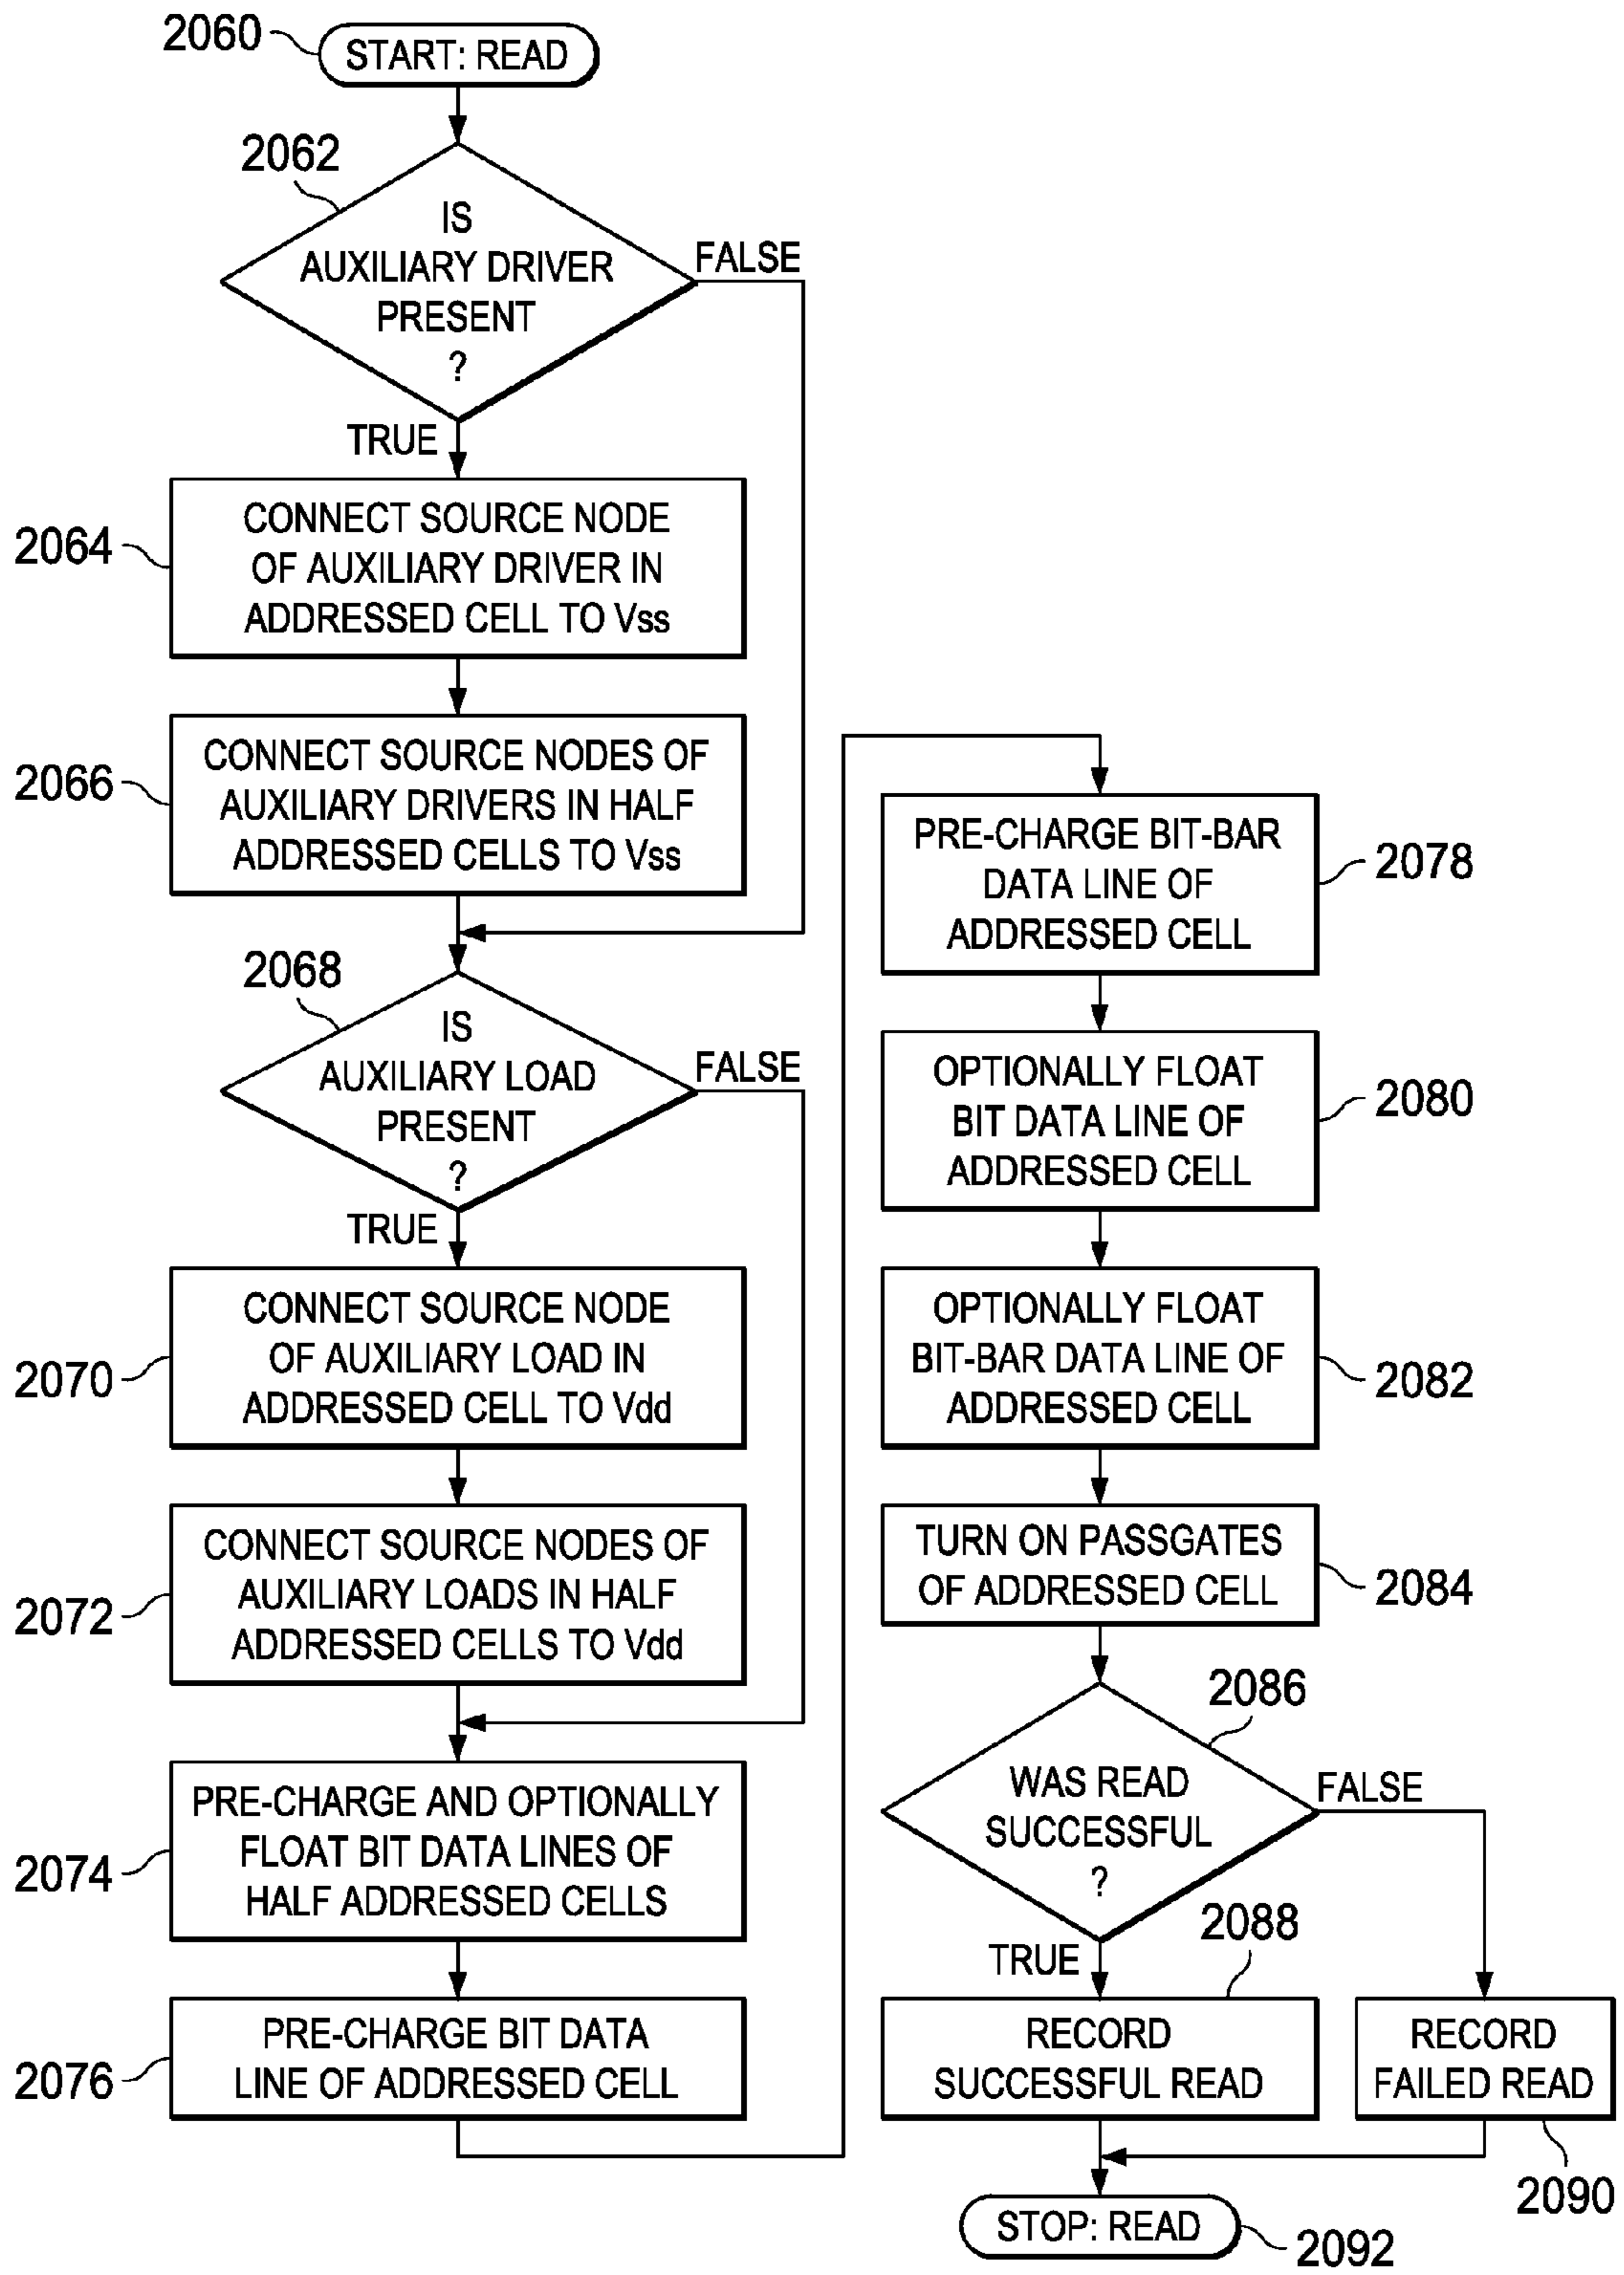 2060
START: READ
2062
IS
AUXILIARY DRIVER
PRESENT
?
FALSE
TRUE
2064
CONNECT SOURCE NODE
OF AUXILIARY DRIVER IN
ADDRESSED CELL TO Vss
2066
CONNECT SOURCE NODES OF
AUXILIARY DRIVERS IN HALF
ADDRESSED CELLS TO Vss
2068
IS
AUXILIARY LOAD
PRESENT
?
FALSE
TRUE
2070
CONNECT SOURCE NODE
OF AUXILIARY LOAD IN
ADDRESSED CELL TO Vdd
2072
CONNECT SOURCE NODES OF
AUXILIARY LOADS IN HALF
ADDRESSED CELLS TO Vdd
2074
PRE-CHARGE AND OPTIONALLY
FLOAT BIT DATA LINES OF
HALF ADDRESSED CELLS
2076
PRE-CHARGE BIT DATA
LINE OF ADDRESSED CELL
PRE-CHARGE BIT-BAR
DATA LINE OF
ADDRESSED CELL
2078
OPTIONALLY FLOAT
BIT DATA LINE OF
ADDRESSED CELL
2080
OPTIONALLY FLOAT
BIT-BAR DATA LINE OF
ADDRESSED CELL
2082
TURN ON PASSGATES
OF ADDRESSED CELL
2084
2086
WAS READ
SUCCESSFUL
?
FALSE
TRUE
2088
RECORD
SUCCESSFUL READ
RECORD
FAILED READ
2090
STOP: READ
2092